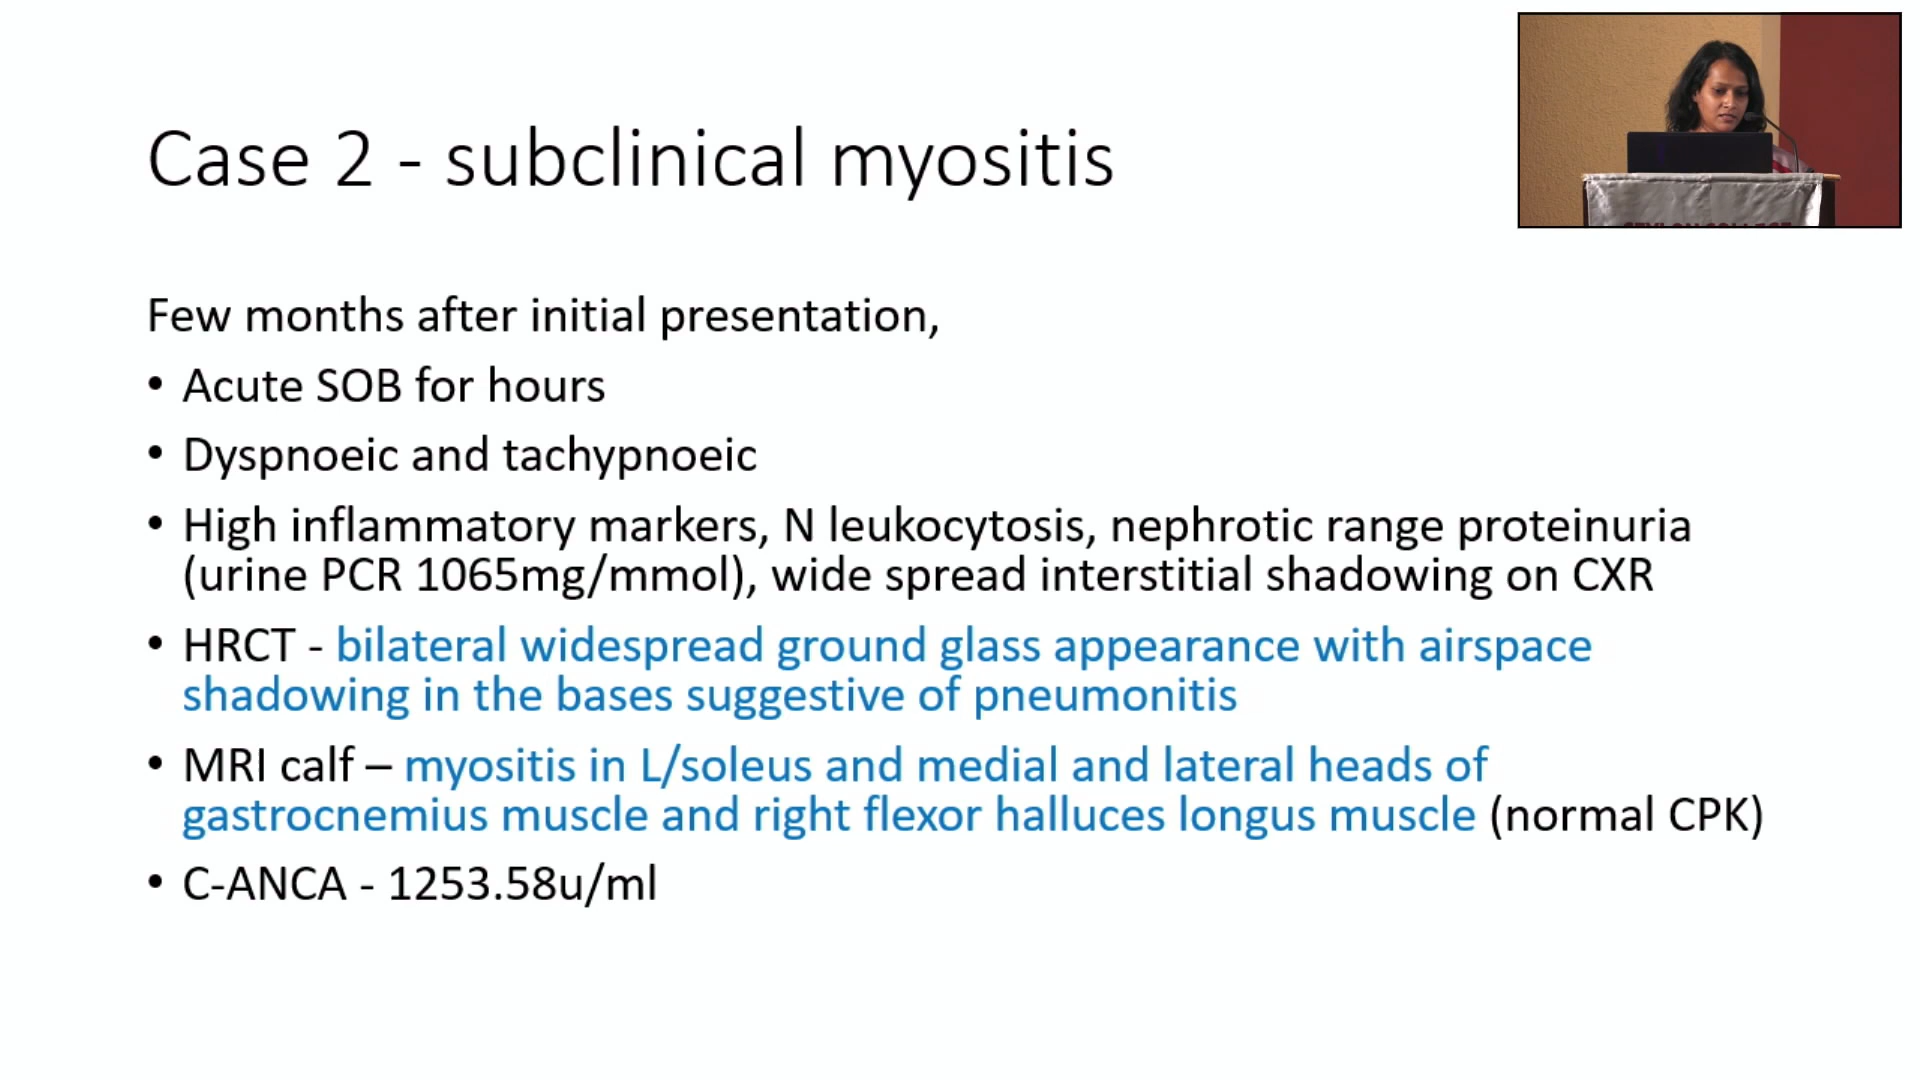 Case 2 - subclinical myositis
Few months after initial presentation,
• Acute SOB for hours
• Dyspnoeic and tachypnoeic
• High inflammatory markers, N leukocytosis, nephrotic range proteinuria
(urine PCR 1065mg/mmol), wide spread interstitial shadowing on CXR
• HRCT - bilateral widespread ground glass appearance with airspace
shadowing in the bases suggestive of pneumonitis
• MRI calf – myositis in L/soleus and medial and lateral heads of
gastrocnemius muscle and right flexor halluces longus muscle (normal CPK)
• C-ANCA - 1253.58u/ml